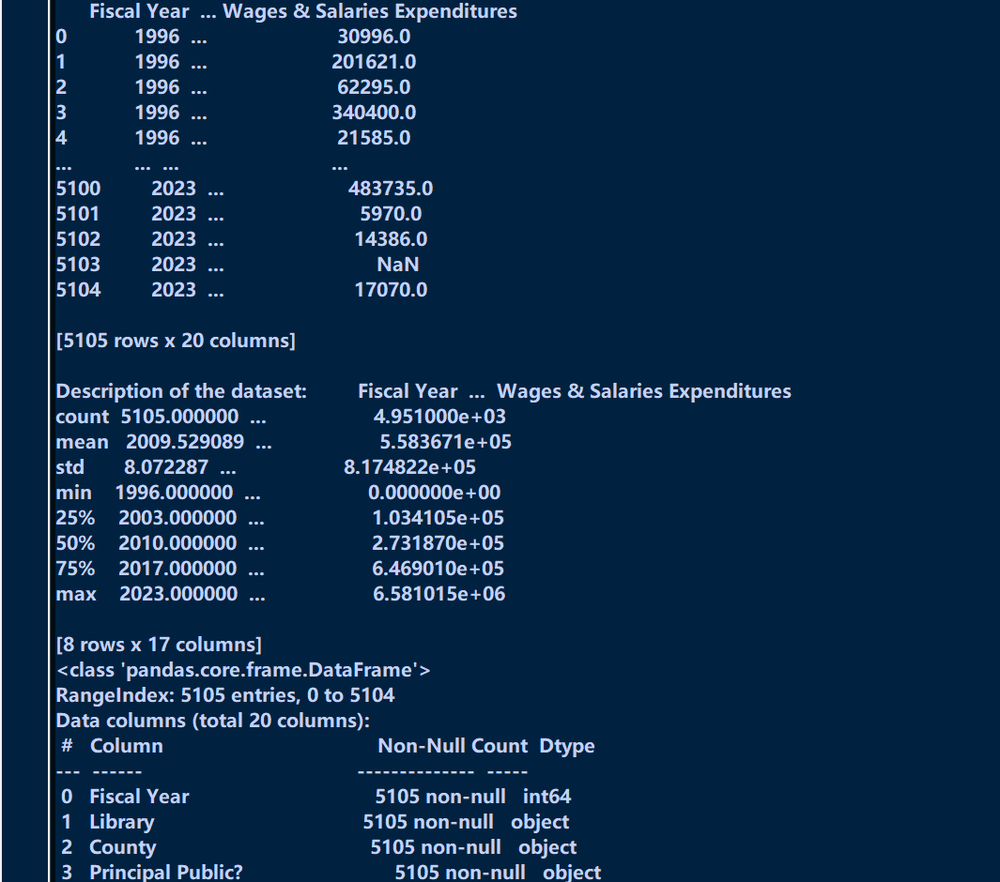 Fiscal Year ... Wages & Salaries Expenditures
0 1996 ... 30996.0
1 1996 ... 201621.0
2 1996 ... 62295.0
3 1996 ... 340400.0
4 1996 ... 21585.0
... ... ... ...
5100 2023 ... 483735.0
5101 2023 ... 5970.0
5102 2023 ... 14386.0
5103 2023 ... NaN
5104 2023 ... 17070.0
[5105 rows x 20 columns]
Description of the dataset: Fiscal Year ... Wages & Salaries Expenditures
count 5105.000000 ... 4.951000e+03
mean 2009.529089 ... 5.583671e+05
std 8.072287 ... 8.174822e+05
min 1996.000000 ... 0.000000e+00
25% 2003.000000 ... 1.034105e+05
50% 2010.000000 ... 2.731870e+05
75% 2017.000000 ... 6.469010e+05
max 2023.000000 ... 6.581015e+06
[8 rows x 17 columns]
<class 'pandas.core.frame.DataFrame'>
RangeIndex: 5105 entries, 0 to 5104
Data columns (total 20 columns):
# Column Non-Null Count Dtype
--- ------ -------------- -----
0 Fiscal Year 5105 non-null int64
1 Library 5105 non-null object
2 County 5105 non-null object
3 Principal Public? 5105 non-null object